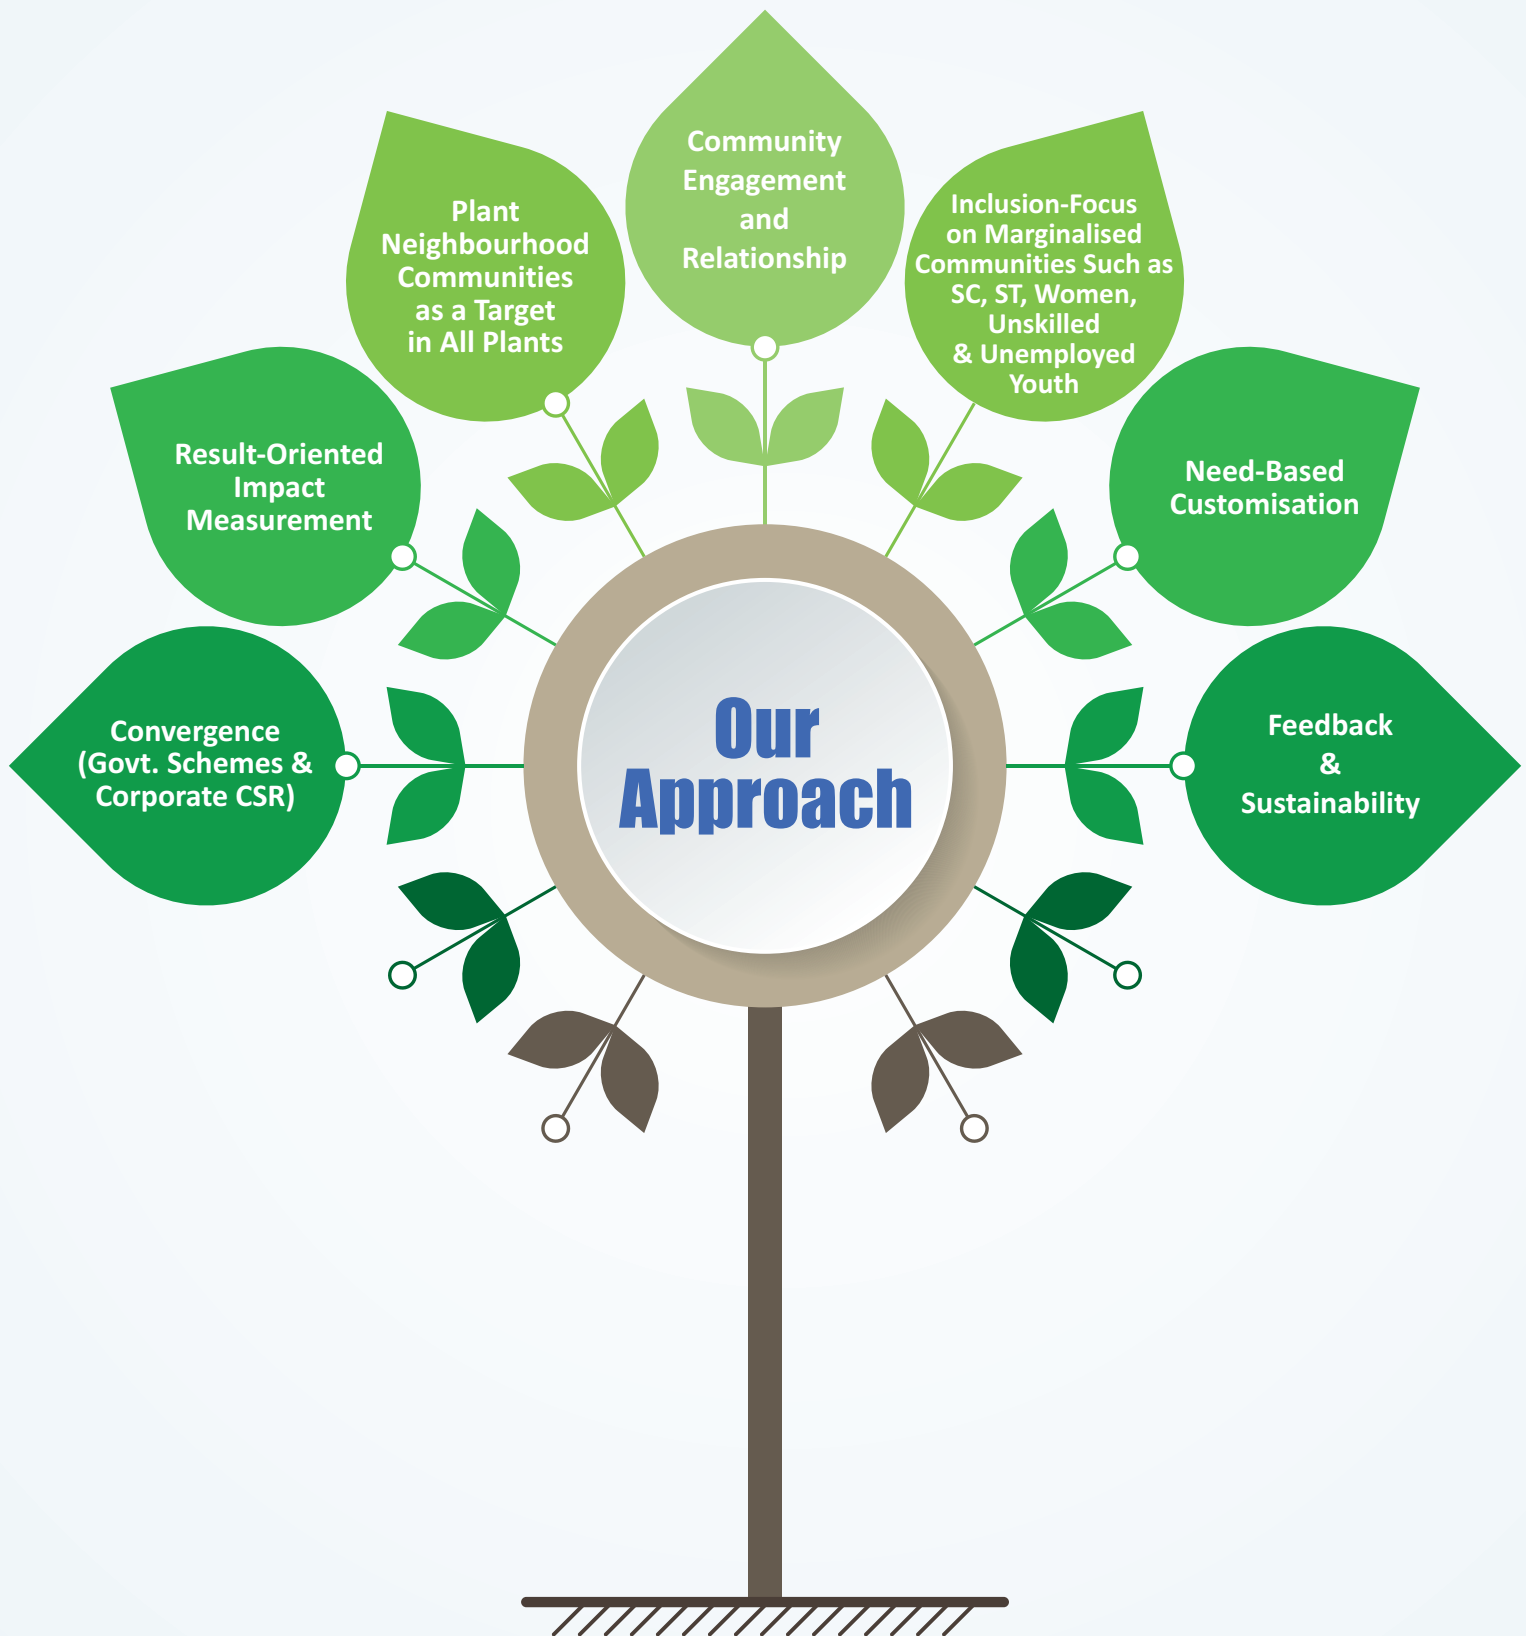 Community
Engagement
and
Relationship
Plant
Neighbourhood
Communities
as a Target
in All Plants
Inclusion-Focus
on Marginalised
Communities Such as
SC, ST, Women,
Unskilled
& Unemployed
Youth
Result-Oriented
Impact
Measurement
Need-Based
Customisation
Convergence
(Govt. Schemes &
Corporate CSR)
Our
Approach
Feedback
&
Sustainability